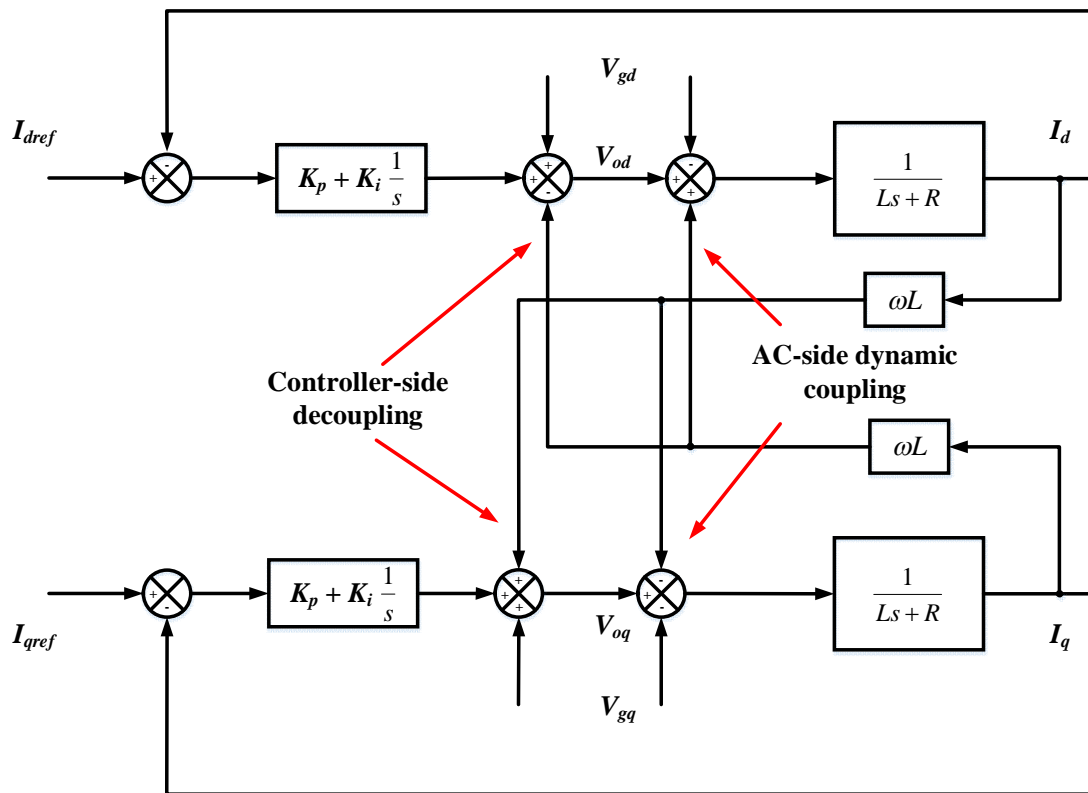 V_gd
I_dref
I_d
- + + - - + + +
K_p + K_i 1/s
V_od
1/(Ls + R)
ωL
Controller-side
decoupling
AC-side dynamic
coupling
ωL
+ - + + + - + -
K_p + K_i 1/s
1/(Ls + R)
I_qref
V_oq
I_q
V_gq